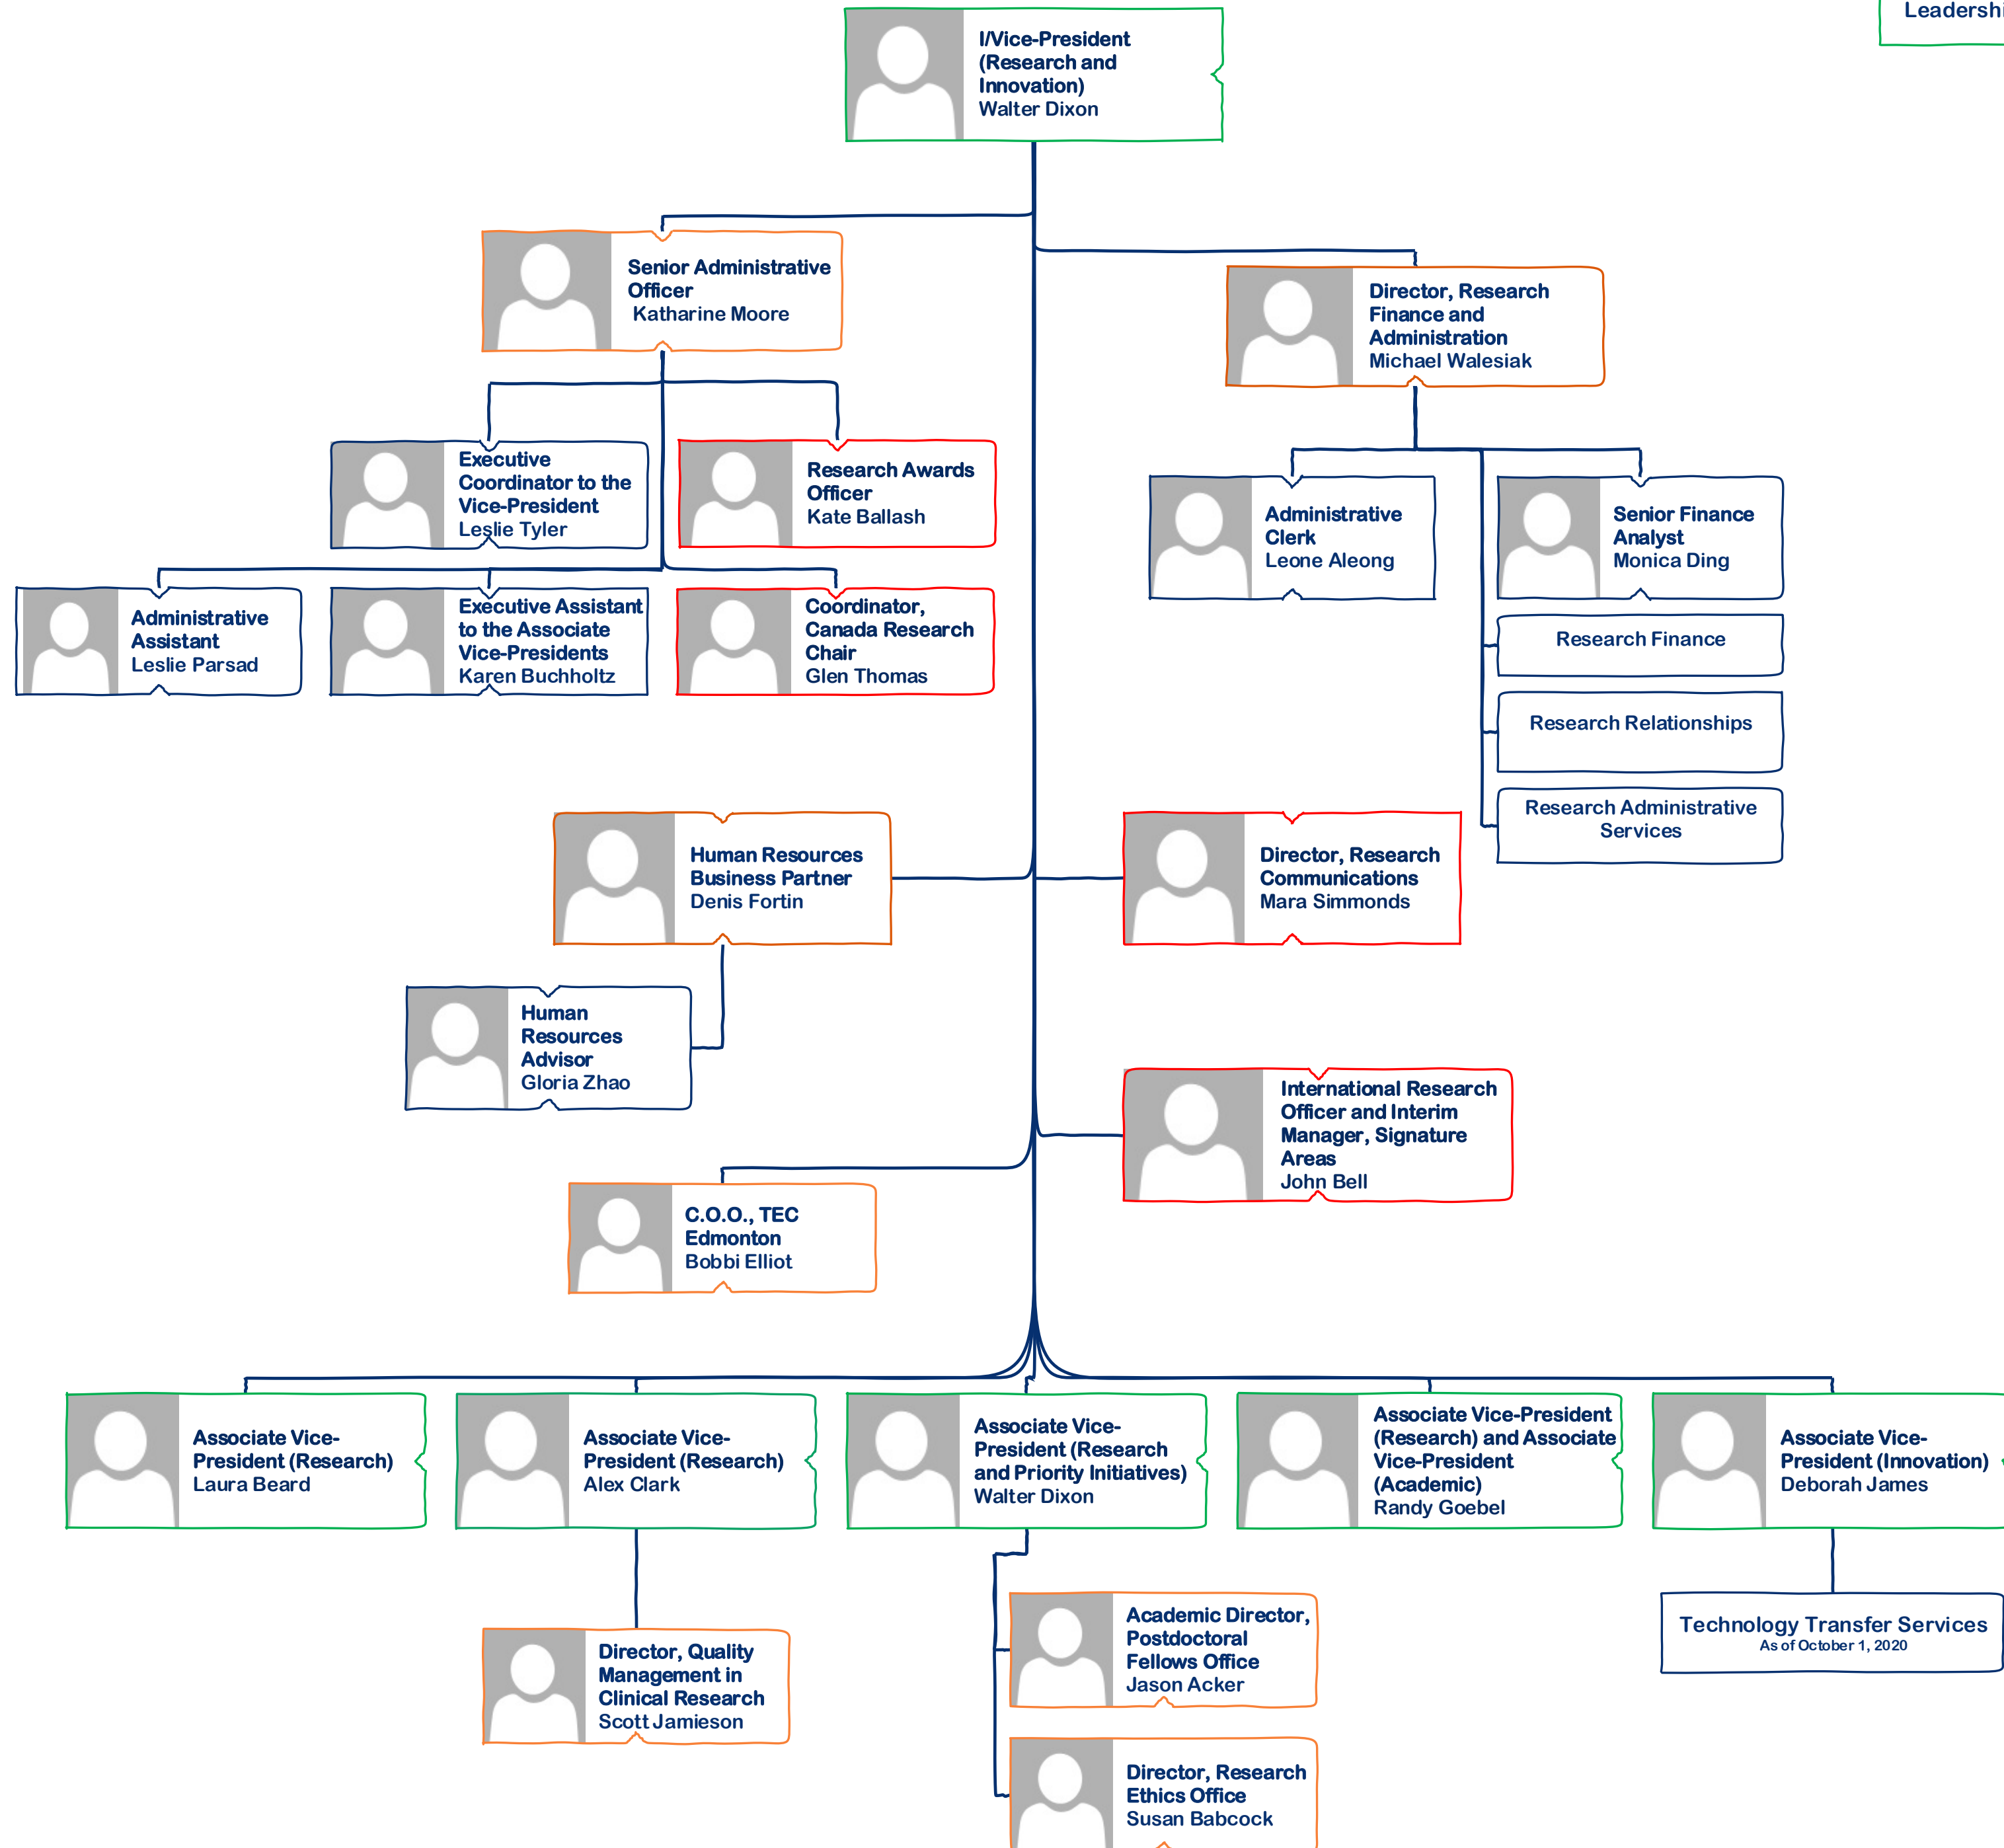 Leadershi
I/Vice-President
(Research and
Innovation)
Walter Dixon
Senior Administrative
Officer
Katharine Moore
Director, Research
Finance and
Administration
Michael Walesiak
Executive
Coordinator to the
Vice-President
Leslie Tyler
Research Awards
Officer
Kate Ballash
Administrative
Clerk
Leone Aleong
Senior Finance
Analyst
Monica Ding
Administrative
Assistant
Leslie Parsad
Executive Assistant
to the Associate
Vice-Presidents
Karen Buchholtz
Coordinator,
Canada Research
Chair
Glen Thomas
Research Finance
Research Relationships
Research Administrative
Services
Human Resources
Business Partner
Denis Fortin
Director, Research
Communications
Mara Simmonds
Human
Resources
Advisor
Gloria Zhao
International Research
Officer and Interim
Manager, Signature
Areas
John Bell
C.O.O., TEC
Edmonton
Bobbi Elliot
Associate Vice-
President (Research)
Laura Beard
Associate Vice-
President (Research)
Alex Clark
Associate Vice-
President (Research
and Priority Initiatives)
Walter Dixon
Associate Vice-President
(Research) and Associate
Vice-President
(Academic)
Randy Goebel
Associate Vice-
President (Innovation)
Deborah James
Director, Quality
Management in
Clinical Research
Scott Jamieson
Academic Director,
Postdoctoral
Fellows Office
Jason Acker
Technology Transfer Services
As of October 1, 2020
Director, Research
Ethics Office
Susan Babcock